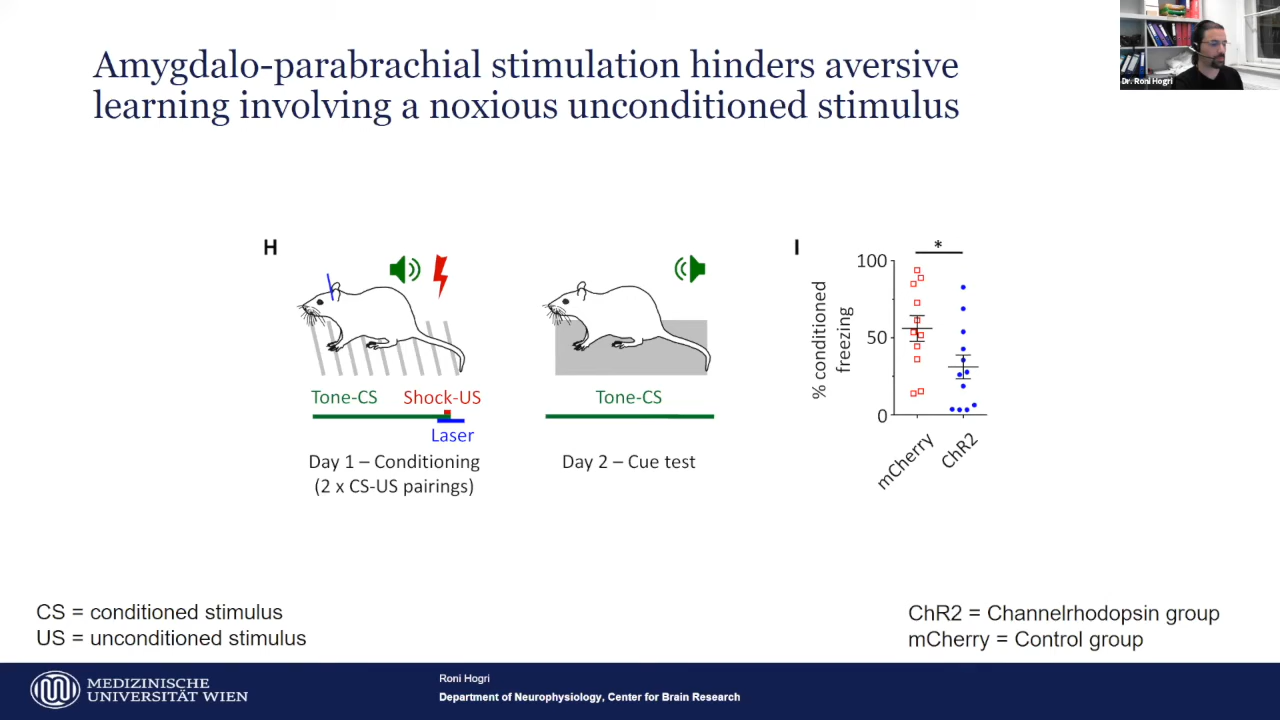 Amygdalo-parabrachial stimulation hinders aversive
learning involving a noxious unconditioned stimulus
Dr. Roni Hogri
H
Tone-CS
Shock-US
Laser
Day 1 – Conditioning
(2 x CS-US pairings)
Tone-CS
Day 2 – Cue test
I
*
% conditioned
freezing
100
50
0
mCherry
ChR2
CS = conditioned stimulus
US = unconditioned stimulus
ChR2 = Channelrhodopsin group
mCherry = Control group
MEDIZINISCHE
UNIVERSITÄT WIEN
Roni Hogri
Department of Neurophysiology, Center for Brain Research